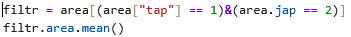 filtr = area[(area["tap"] == 1)&(area.jap == 2)]
filtr.area.mean()